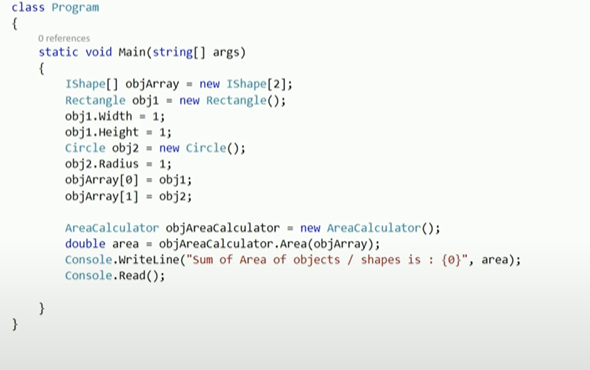 class Program
{
0 references
static void Main(string[] args)
{
IShape[] objArray = new IShape[2];
Rectangle obj1 = new Rectangle();
obj1.Width = 1;
obj1.Height = 1;
Circle obj2 = new Circle();
obj2.Radius = 1;
objArray[0] = obj1;
objArray[1] = obj2;
AreaCalculator objAreaCalculator = new AreaCalculator();
double area = objAreaCalculator.Area(objArray);
Console.WriteLine("Sum of Area of objects / shapes is : {0}", area);
Console.Read();
}
}